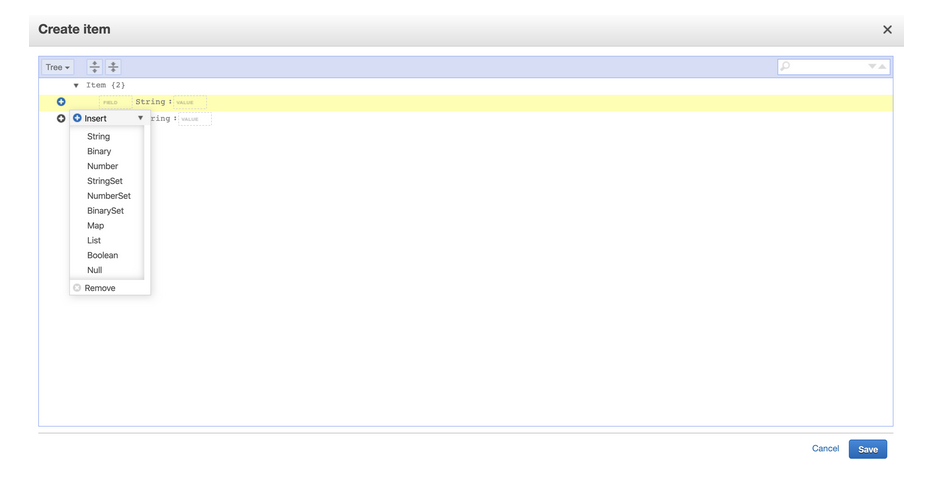 Create item
Tree
Item {2}
FIELD String : VALUE
ring : VALUE
Insert
String
Binary
Number
StringSet
NumberSet
BinarySet
Map
List
Boolean
Null
Remove
Cancel Save